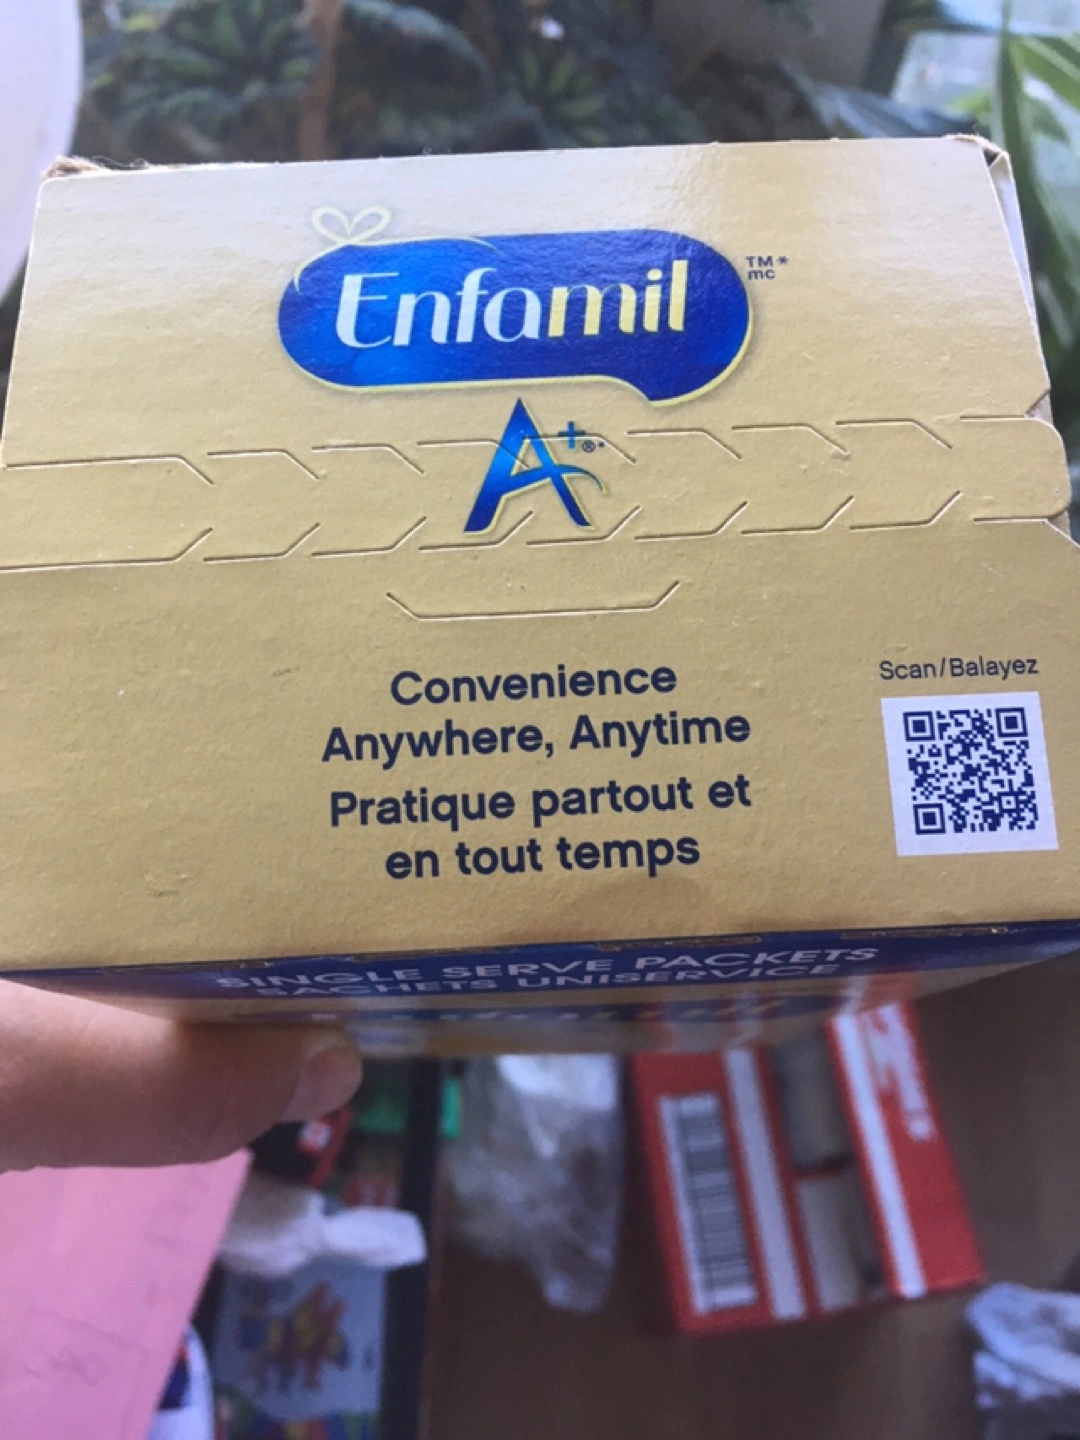 Enfamil
TM*
mc
A+®*
Convenience
Anywhere, Anytime
Pratique partout et
en tout temps
Scan/Balayez
SINGLE SERVE PACKETS
SACHETS UNISERVICE